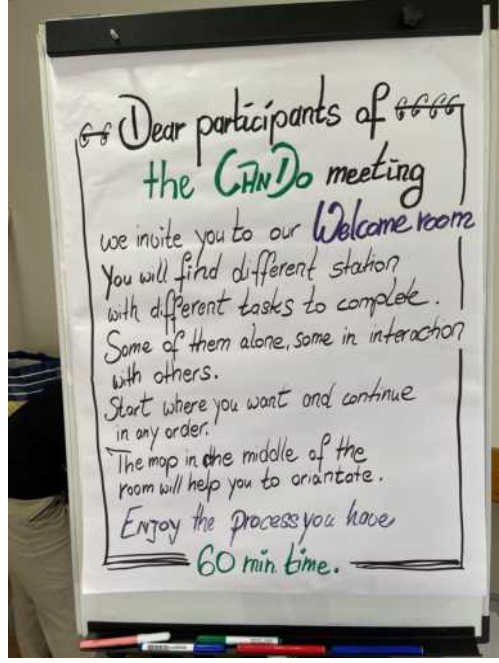 Dear participants of
the CANDo meeting
we invite you to our Welcome room
You will find different station
with different tasks to complete.
Some of them alone, some in interaction
with others.
Start where you want and continue
in any order.
The map in the middle of the
room will help you to oriantate.
Enjoy the Process you have
60 min time.